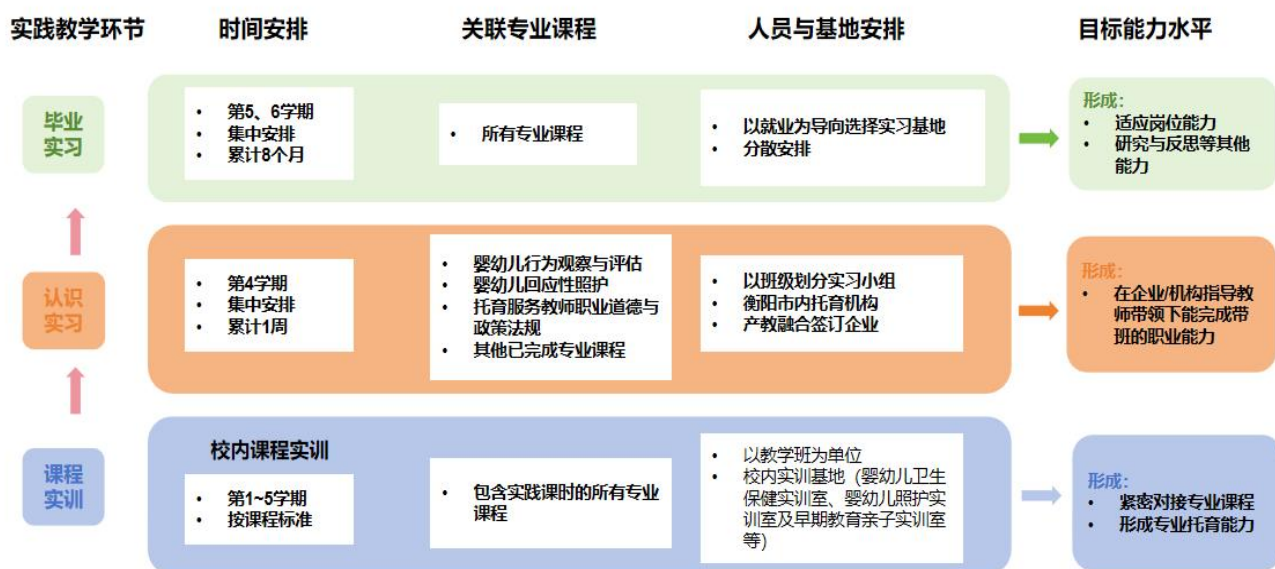 实践教学环节
时间安排
关联专业课程
人员与基地安排
目标能力水平
毕业
实习
• 第5、6学期
• 集中安排
• 累计8个月
• 所有专业课程
• 以就业为导向选择实习基地
• 分散安排
形成:
• 适应岗位能力
• 研究与反思等其他
能力
认识
实习
• 第4学期
• 集中安排
• 累计1周
• 婴幼儿行为观察与评估
• 婴幼儿回应性照护
• 托育服务教师职业道德与
政策法规
• 其他已完成专业课程
• 以班级划分实习小组
• 衡阳市内托育机构
• 产教融合签订企业
形成:
• 在企业/机构指导教
师带领下能完成带
班的职业能力
课程
实训
校内课程实训
• 第1~5学期
• 按课程标准
• 包含实践课时的所有专业
课程
• 以教学班为单位
• 校内实训基地（婴幼儿卫生
保健实训室、婴幼儿照护实
训室及早期教育亲子实训室
等）
形成:
• 紧密对接专业课程
• 形成专业托育能力